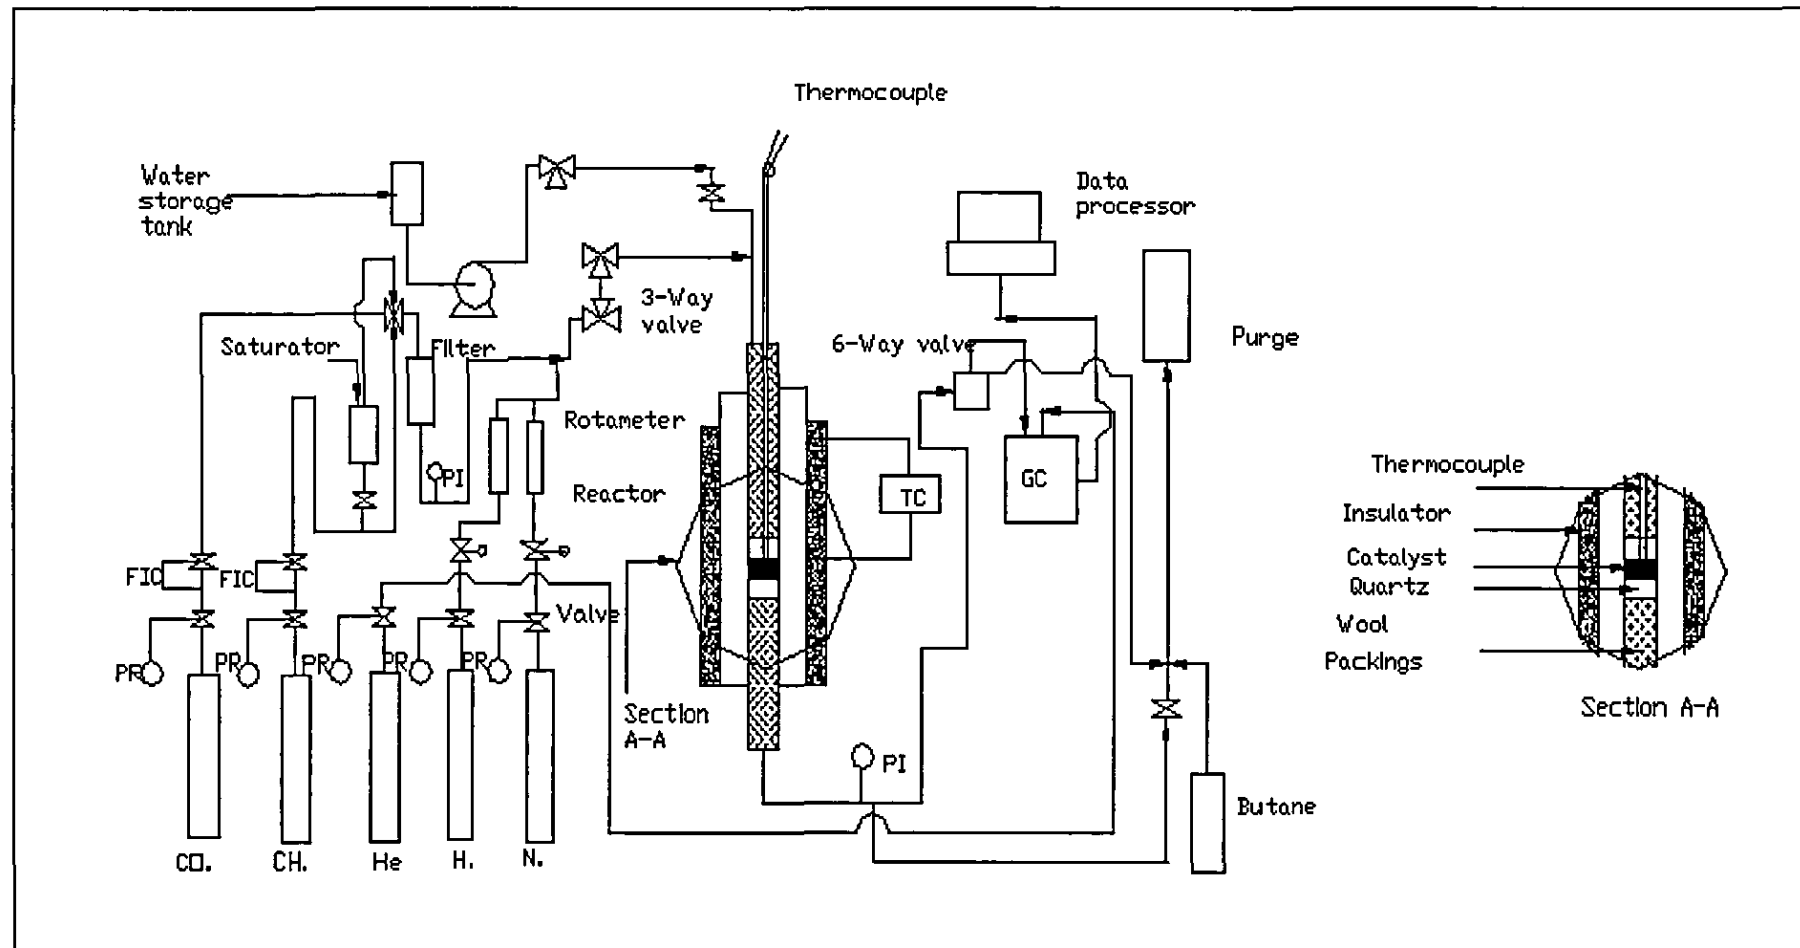 Thermocouple
Water
storage
tank
Data
processor
3-Way
valve
Purge
6-Way valve
Saturator
Filter
Rotameter
PI
Reactor
TC
GC
Thermocouple
Insulator
Catalyst
Quartz
Wool
Packings
Section A-A
FIC
FIC
Valve
PR
PR
PR
PR
PR
Section
A-A
PI
Butane
CO.
CH.
He
H.
N.